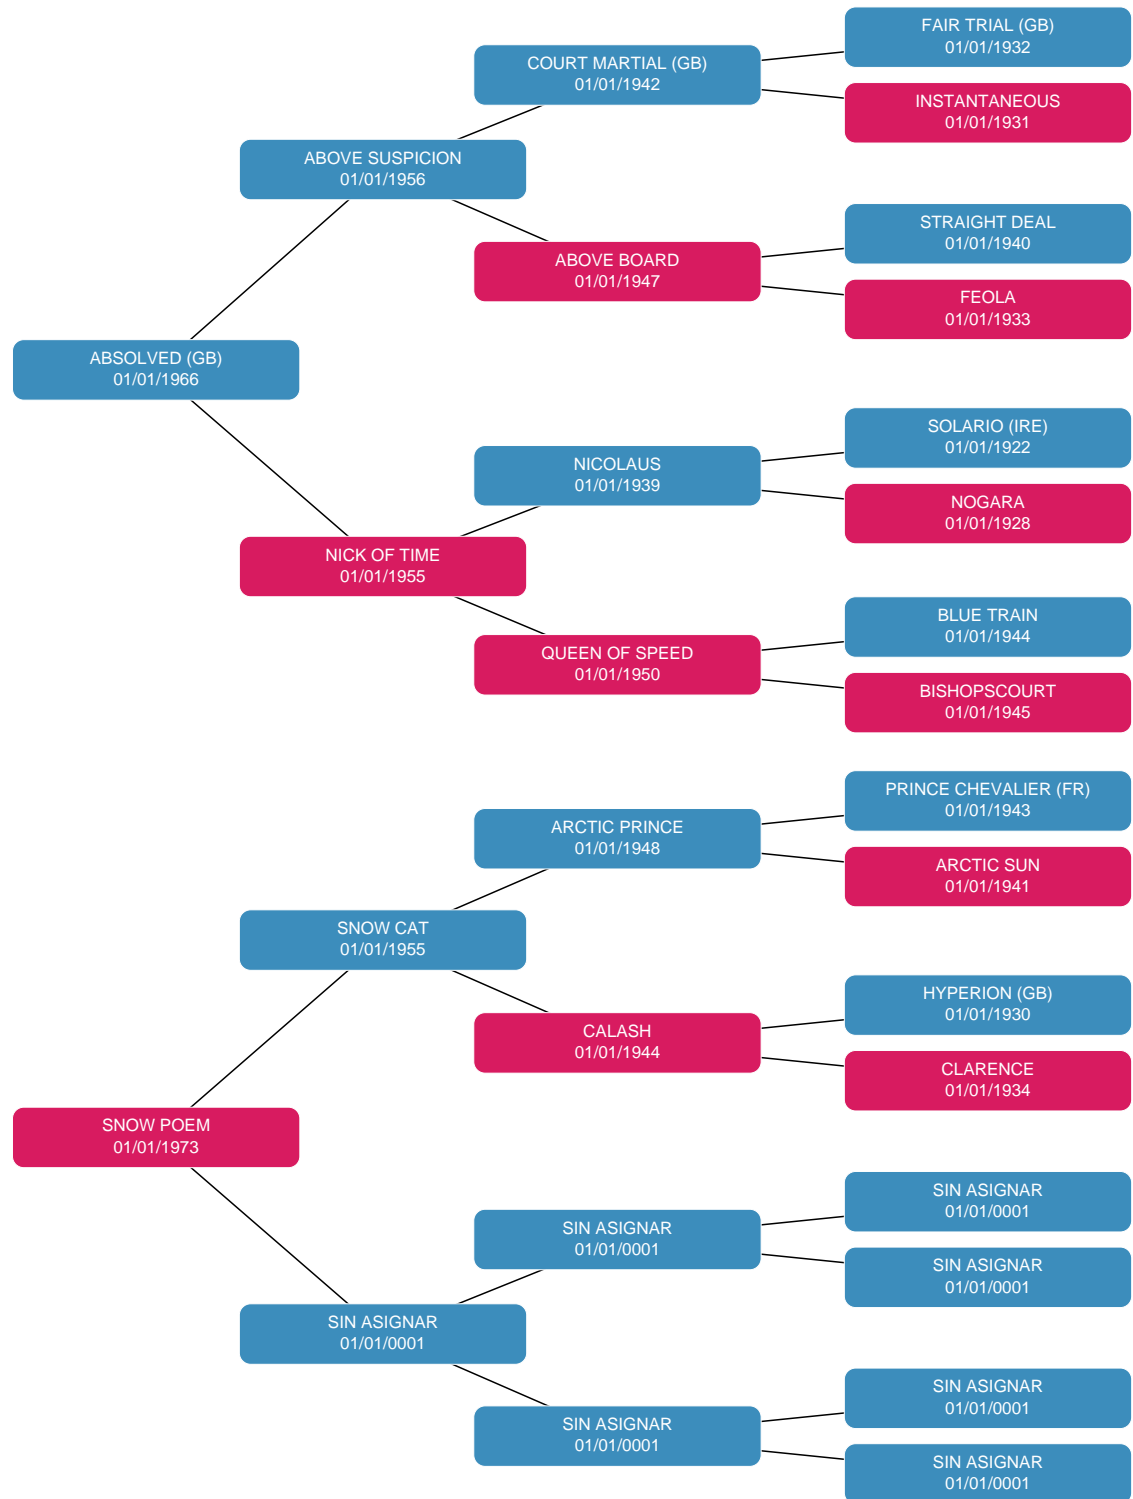 FAIR TRIAL (GB)
01/01/1932
COURT MARTIAL (GB)
01/01/1942
INSTANTANEOUS
01/01/1931
ABOVE SUSPICION
01/01/1956
STRAIGHT DEAL
01/01/1940
ABOVE BOARD
01/01/1947
FEOLA
01/01/1933
ABSOLVED (GB)
01/01/1966
SOLARIO (IRE)
01/01/1922
NICOLAUS
01/01/1939
NOGARA
01/01/1928
NICK OF TIME
01/01/1955
BLUE TRAIN
01/01/1944
QUEEN OF SPEED
01/01/1950
BISHOPSCOURT
01/01/1945
PRINCE CHEVALIER (FR)
01/01/1943
ARCTIC PRINCE
01/01/1948
ARCTIC SUN
01/01/1941
SNOW CAT
01/01/1955
HYPERION (GB)
01/01/1930
CALASH
01/01/1944
CLARENCE
01/01/1934
SNOW POEM
01/01/1973
SIN ASIGNAR
01/01/0001
SIN ASIGNAR
01/01/0001
SIN ASIGNAR
01/01/0001
SIN ASIGNAR
01/01/0001
SIN ASIGNAR
01/01/0001
SIN ASIGNAR
01/01/0001
SIN ASIGNAR
01/01/0001